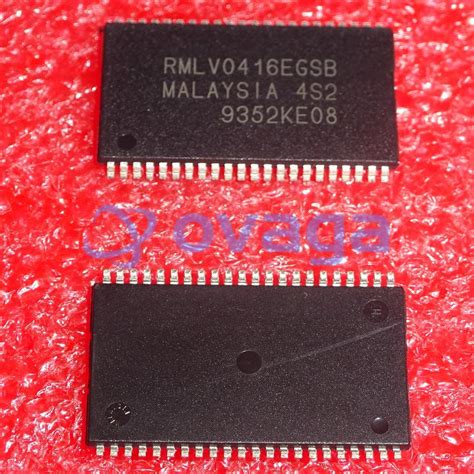 RMLV0416EGSB
MALAYSIA 4S2
9352KE08
ovaga